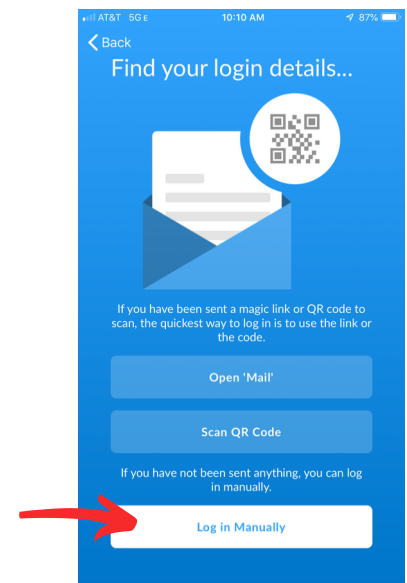 AT&T 5G E 10:10 AM 87%
Back
Find your login details...
If you have been sent a magic link or QR code to
scan, the quickest way to log in is to use the link or
the code.
Open 'Mail'
Scan QR Code
If you have not been sent anything, you can log
in manually.
Log in Manually